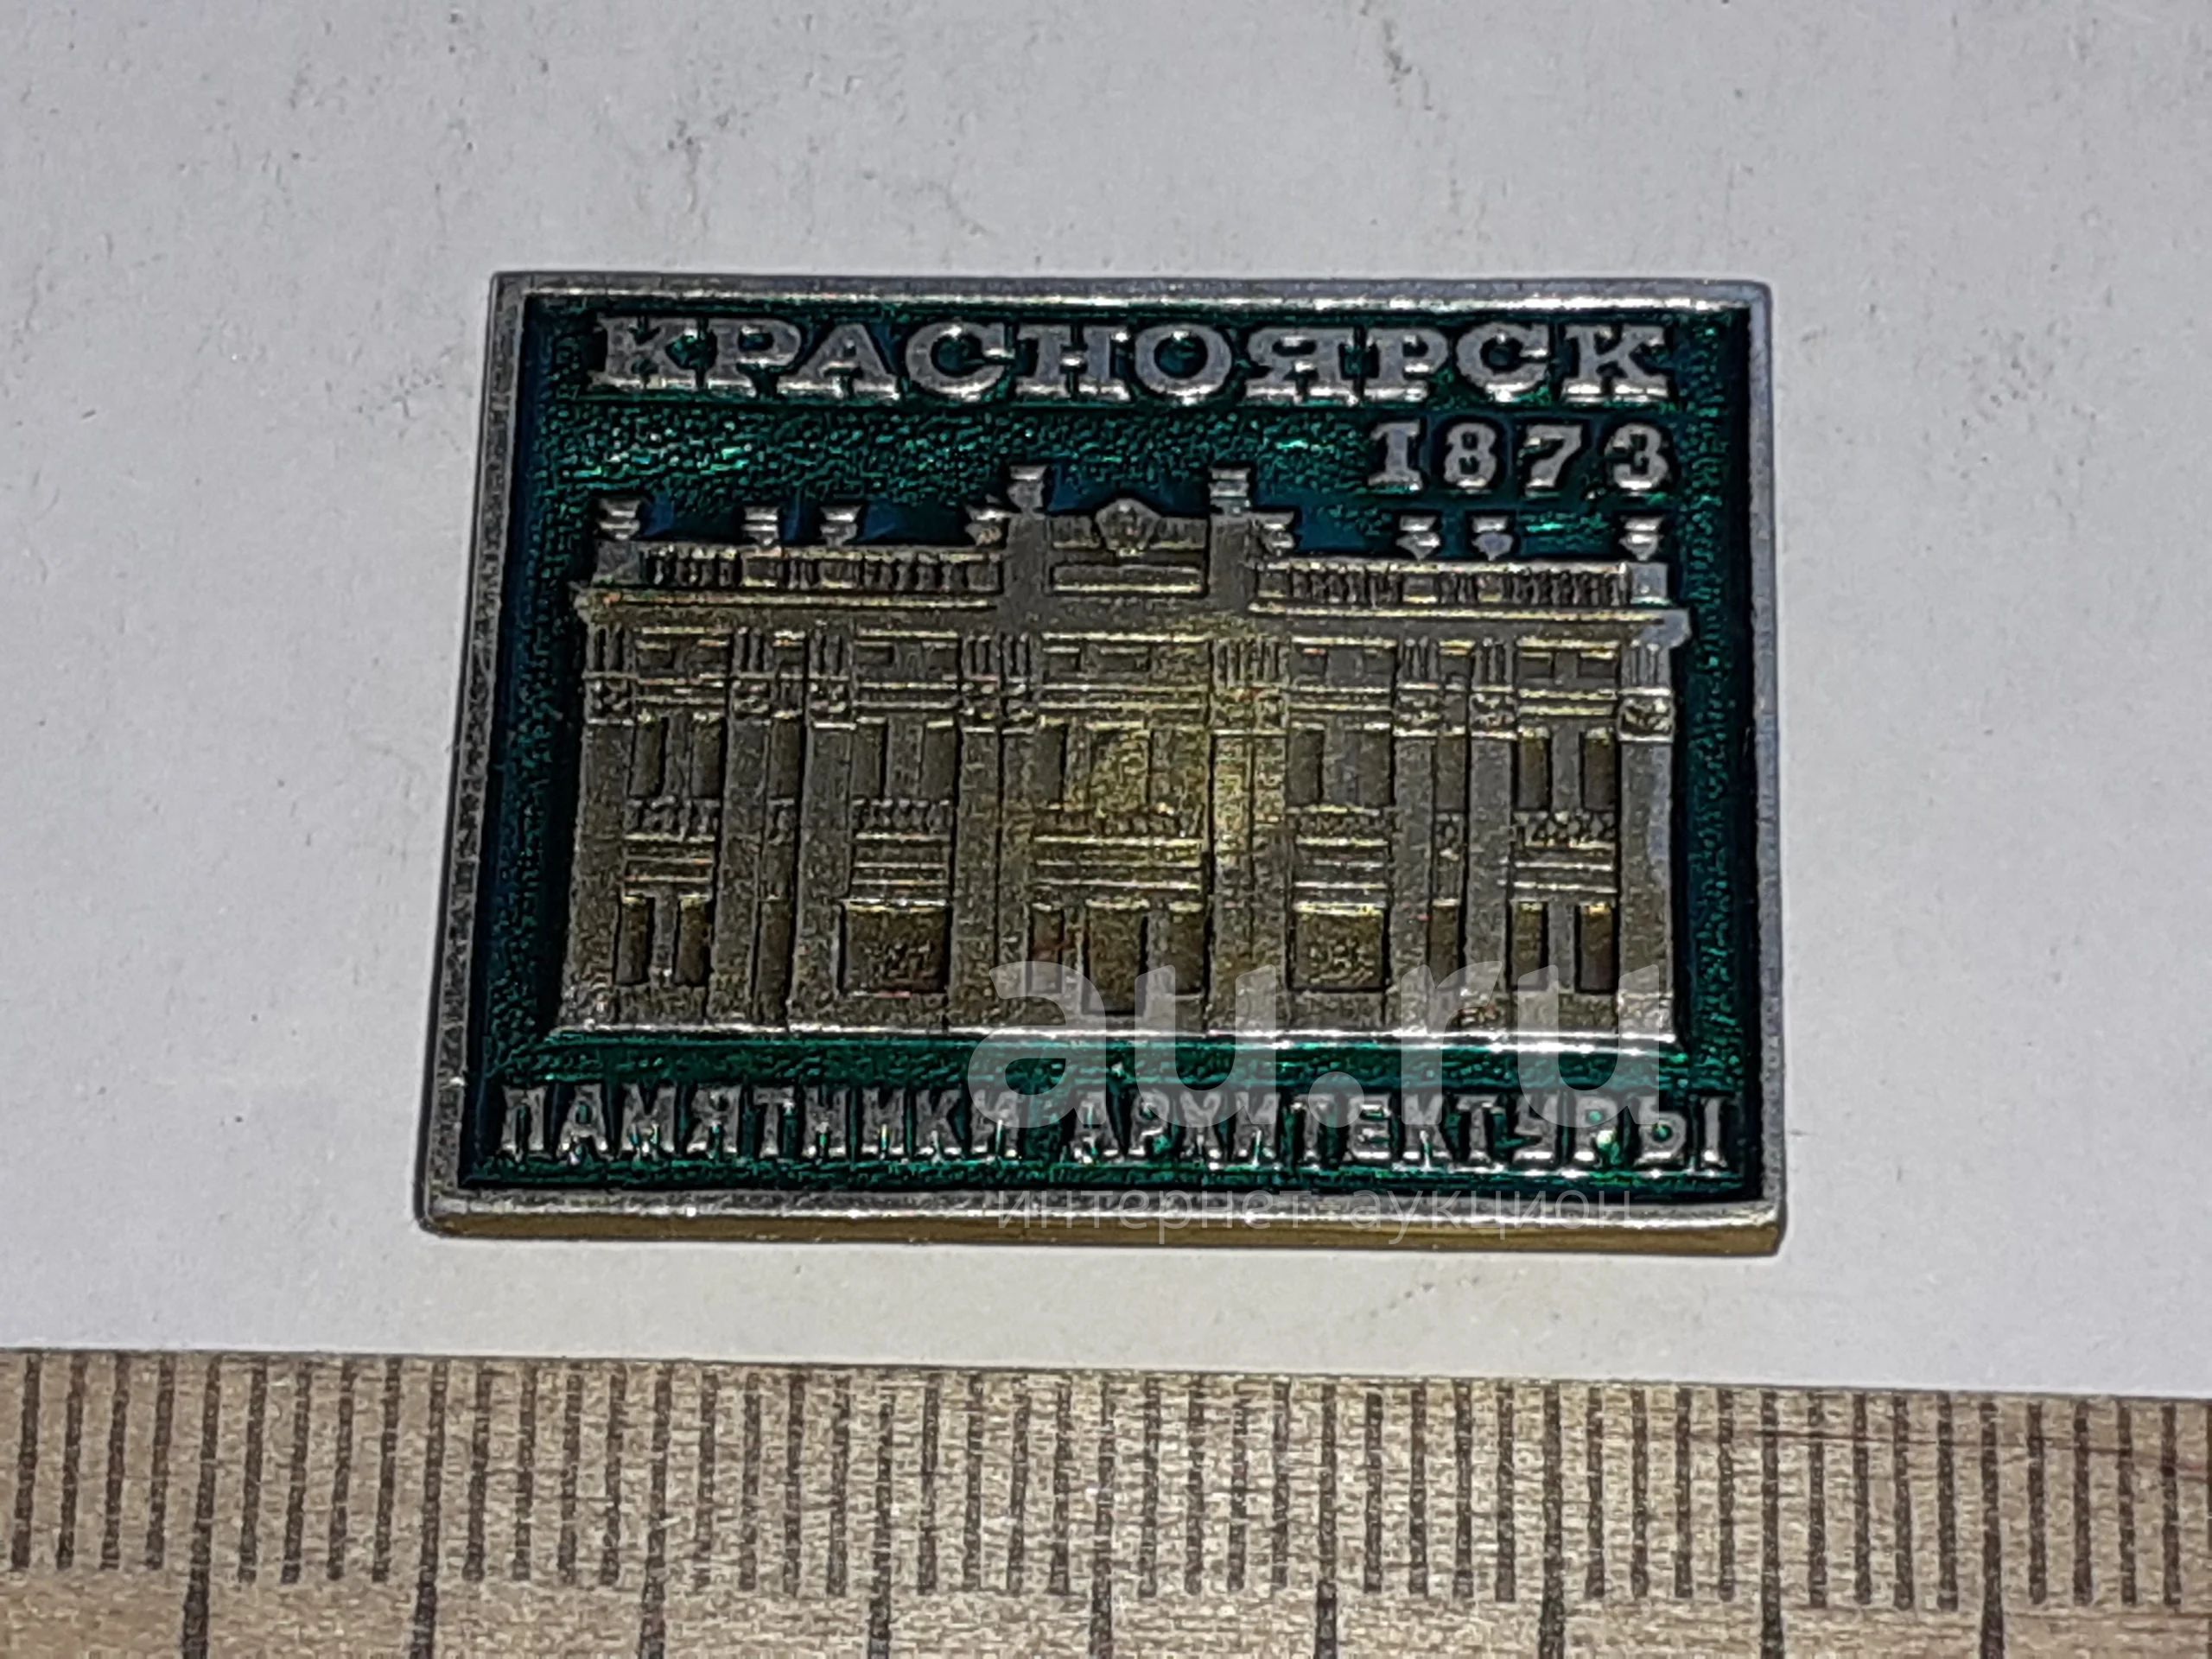 КРАСНОЯРСК
1873
au.ru
ПАМЯТНИКИ АРХИТЕКТУРЫ
интернет-аукцион